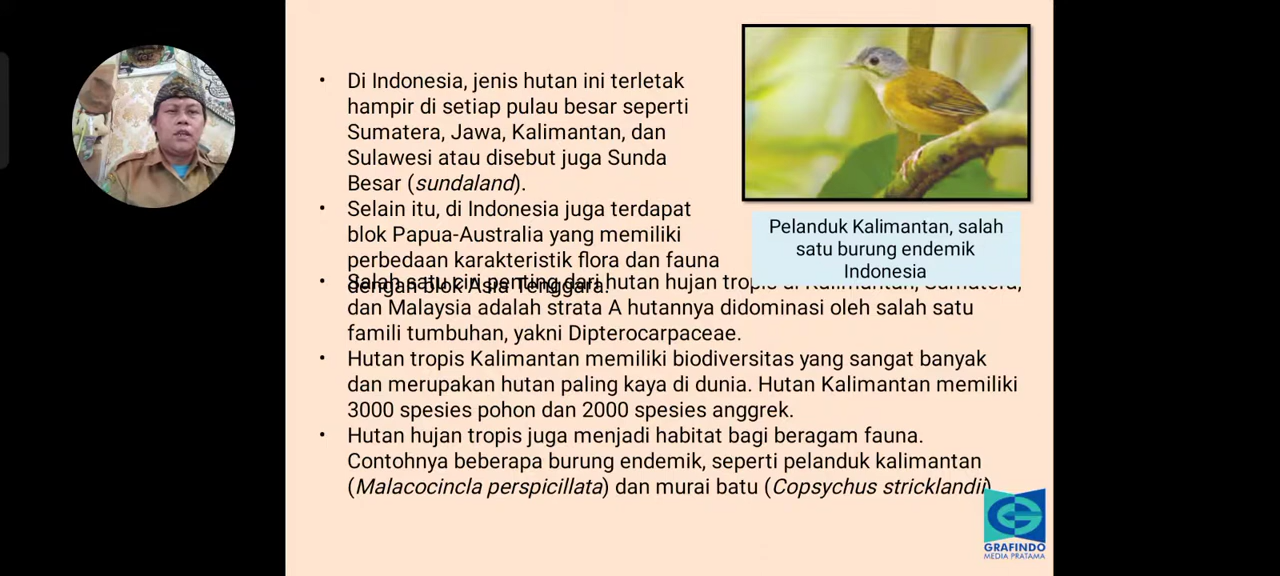 • Di Indonesia, jenis hutan ini terletak
hampir di setiap pulau besar seperti
Sumatera, Jawa, Kalimantan, dan
Sulawesi atau disebut juga Sunda
Besar (sundaland).
• Selain itu, di Indonesia juga terdapat
blok Papua-Australia yang memiliki
perbedaan karakteristik flora dan fauna
dengan blok Asia Tenggara.
Pelanduk Kalimantan, salah
satu burung endemik
Indonesia
• Salah satu ciri penting dari hutan hujan tropis di Kalimantan, Sumatera,
dan Malaysia adalah strata A hutannya didominasi oleh salah satu
famili tumbuhan, yakni Dipterocarpaceae.
• Hutan tropis Kalimantan memiliki biodiversitas yang sangat banyak
dan merupakan hutan paling kaya di dunia. Hutan Kalimantan memiliki
3000 spesies pohon dan 2000 spesies anggrek.
• Hutan hujan tropis juga menjadi habitat bagi beragam fauna.
Contohnya beberapa burung endemik, seperti pelanduk kalimantan
(Malacocincla perspicillata) dan murai batu (Copsychus stricklandii)
GRAFINDO
MEDIA PRATAMA